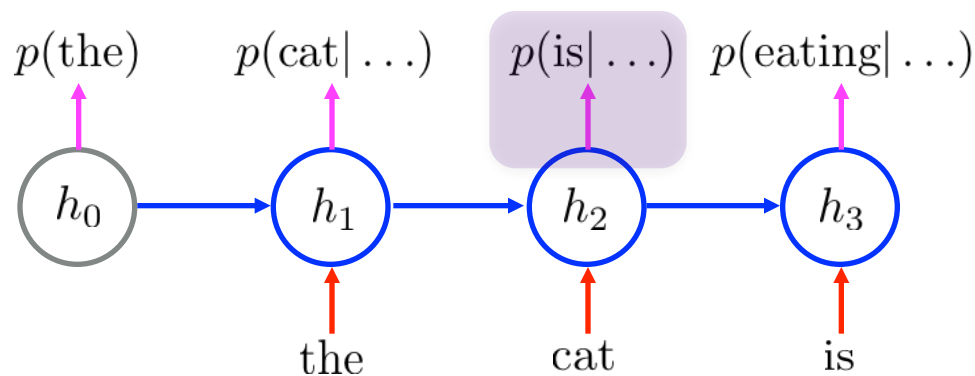 p(the) p(cat| …) p(is| …) p(eating| …)
h₀ h₁ h₂ h₃
the cat is